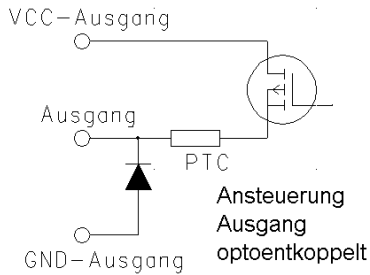 VCC-Ausgang
Ausgang
PTC
GND-Ausgang
Ansteuerung
Ausgang
optoentkoppelt